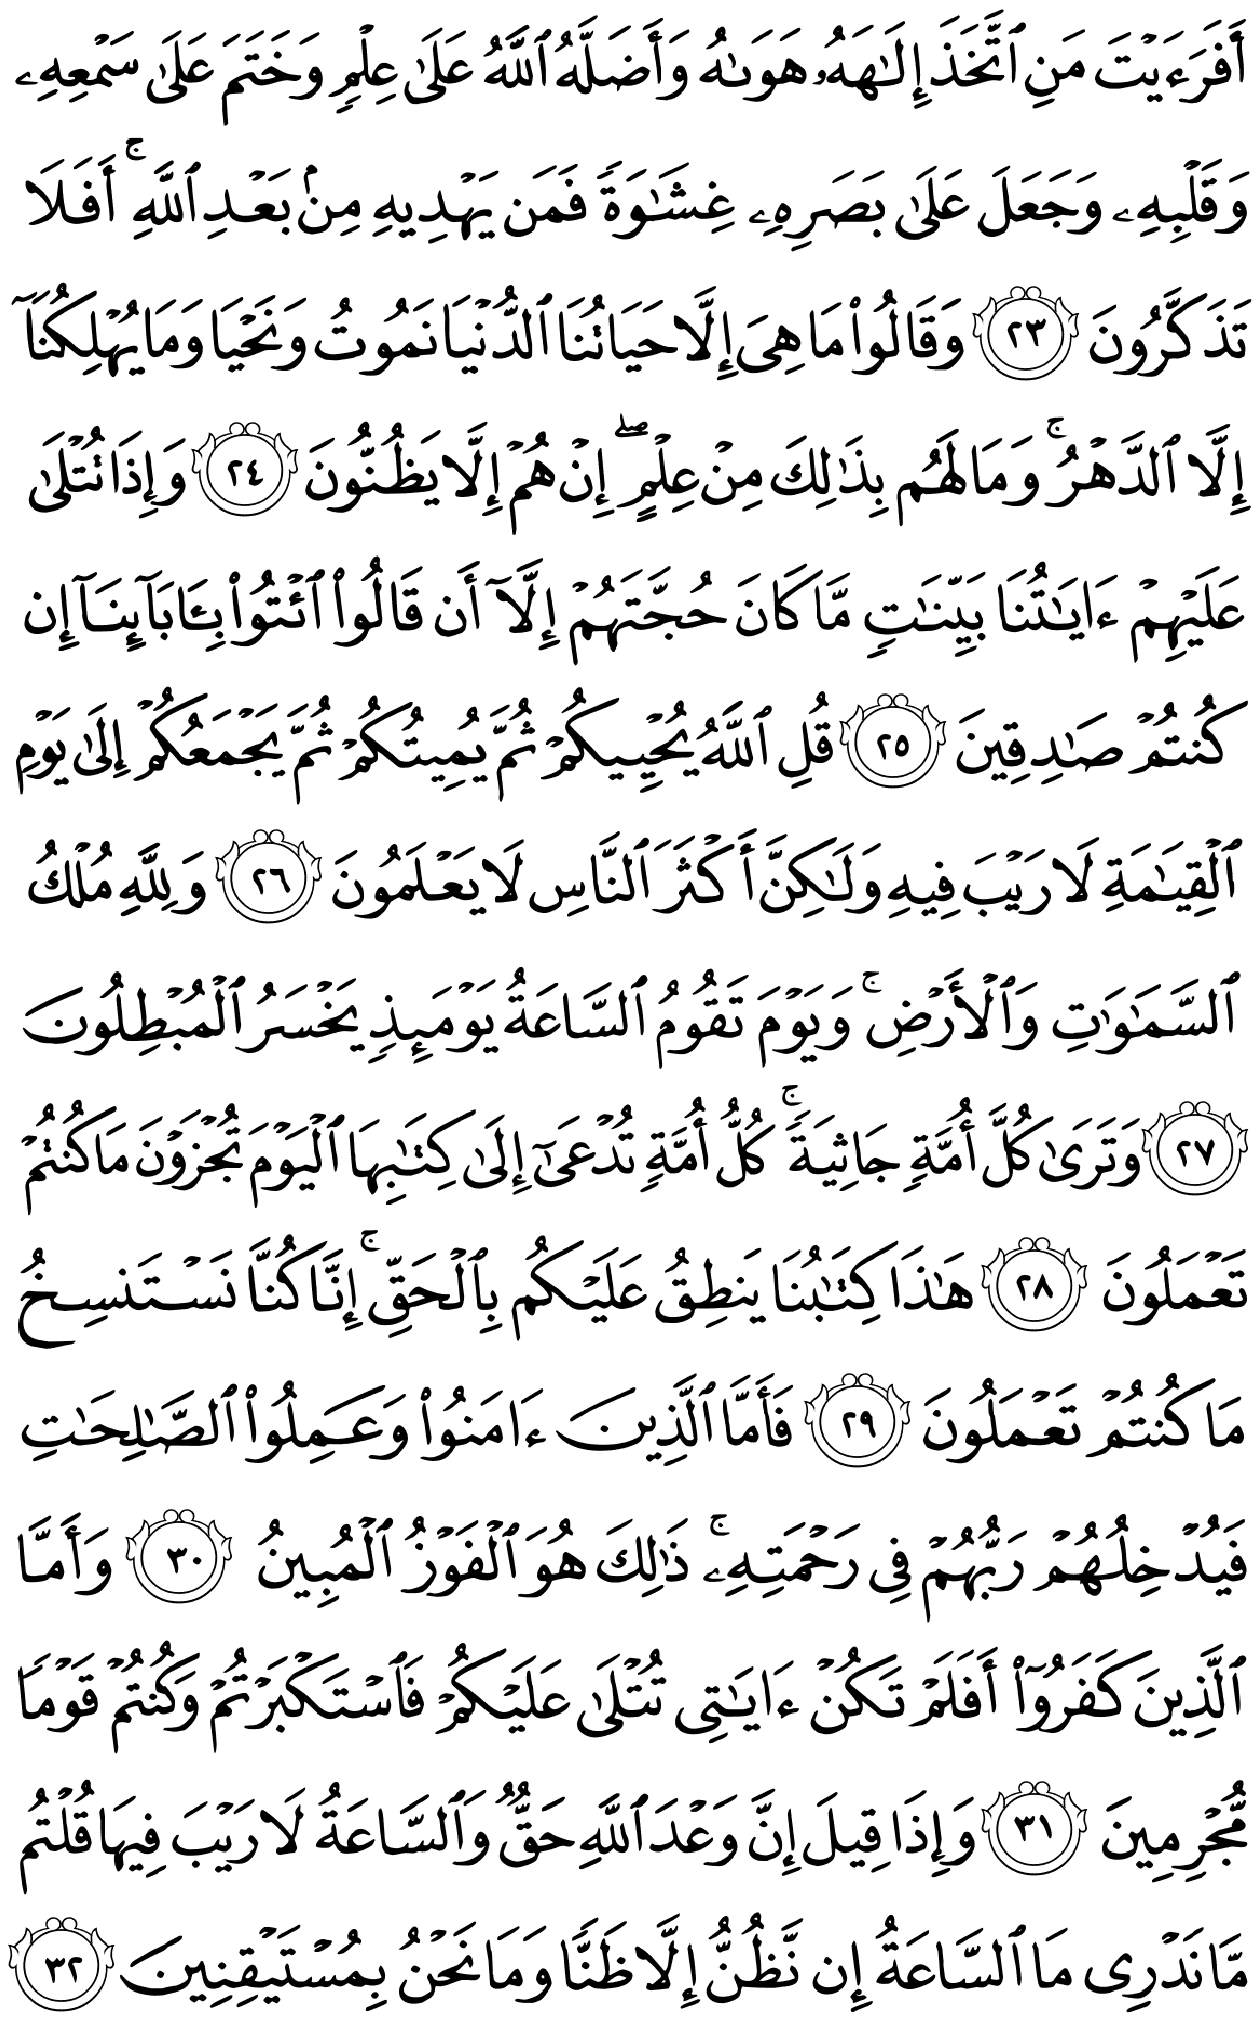 أَفَرَءَيْتَ مَنِ ٱتَّخَذَ إِلَـٰهَهُۥ هَوَىٰهُ وَأَضَلَّهُ ٱللَّهُ عَلَىٰ عِلْمٍ وَخَتَمَ عَلَىٰ سَمْعِهِۦ
وَقَلْبِهِۦ وَجَعَلَ عَلَىٰ بَصَرِهِۦ غِشَـٰوَةً فَمَن يَهْدِيهِ مِنۢ بَعْدِ ٱللَّهِ ۚ أَفَلَا
تَذَكَّرُونَ ٢٣ وَقَالُوا۟ مَا هِىَ إِلَّا حَيَاتُنَا ٱلدُّنْيَا نَمُوتُ وَنَحْيَا وَمَا يُهْلِكُنَآ
إِلَّا ٱلدَّهْرُ ۚ وَمَا لَهُم بِذَٰلِكَ مِنْ عِلْمٍ ۖ إِنْ هُمْ إِلَّا يَظُنُّونَ ٢٤ وَإِذَا تُتْلَىٰ
عَلَيْهِمْ ءَايَـٰتُنَا بَيِّنَـٰتٍ مَّا كَانَ حُجَّتَهُمْ إِلَّآ أَن قَالُوا۟ ٱئْتُوا۟ بِـَٔابَآئِنَآ إِن
كُنتُمْ صَـٰدِقِينَ ٢٥ قُلِ ٱللَّهُ يُحْيِيكُمْ ثُمَّ يُمِيتُكُمْ ثُمَّ يَجْمَعُكُمْ إِلَىٰ يَوْمِ
ٱلْقِيَـٰمَةِ لَا رَيْبَ فِيهِ وَلَـٰكِنَّ أَكْثَرَ ٱلنَّاسِ لَا يَعْلَمُونَ ٢٦ وَلِلَّهِ مُلْكُ
ٱلسَّمَـٰوَٰتِ وَٱلْأَرْضِ ۚ وَيَوْمَ تَقُومُ ٱلسَّاعَةُ يَوْمَئِذٍ يَخْسَرُ ٱلْمُبْطِلُونَ
٢٧ وَتَرَىٰ كُلَّ أُمَّةٍ جَاثِيَةً ۚ كُلُّ أُمَّةٍ تُدْعَىٰٓ إِلَىٰ كِتَـٰبِهَا ٱلْيَوْمَ تُجْزَوْنَ مَا كُنتُمْ
تَعْمَلُونَ ٢٨ هَـٰذَا كِتَـٰبُنَا يَنطِقُ عَلَيْكُم بِٱلْحَقِّ ۚ إِنَّا كُنَّا نَسْتَنسِخُ
مَا كُنتُمْ تَعْمَلُونَ ٢٩ فَأَمَّا ٱلَّذِينَ ءَامَنُوا۟ وَعَمِلُوا۟ ٱلصَّـٰلِحَـٰتِ
فَيُدْخِلُهُمْ رَبُّهُمْ فِى رَحْمَتِهِۦ ۚ ذَٰلِكَ هُوَ ٱلْفَوْزُ ٱلْمُبِينُ ٣٠ وَأَمَّا
ٱلَّذِينَ كَفَرُوٓا۟ أَفَلَمْ تَكُنْ ءَايَـٰتِى تُتْلَىٰ عَلَيْكُمْ فَٱسْتَكْبَرْتُمْ وَكُنتُمْ قَوْمًا
مُّجْرِمِينَ ٣١ وَإِذَا قِيلَ إِنَّ وَعْدَ ٱللَّهِ حَقٌّ وَٱلسَّاعَةُ لَا رَيْبَ فِيهَا قُلْتُم
مَّا نَدْرِى مَا ٱلسَّاعَةُ إِن نَّظُنُّ إِلَّا ظَنًّا وَمَا نَحْنُ بِمُسْتَيْقِنِينَ ٣٢